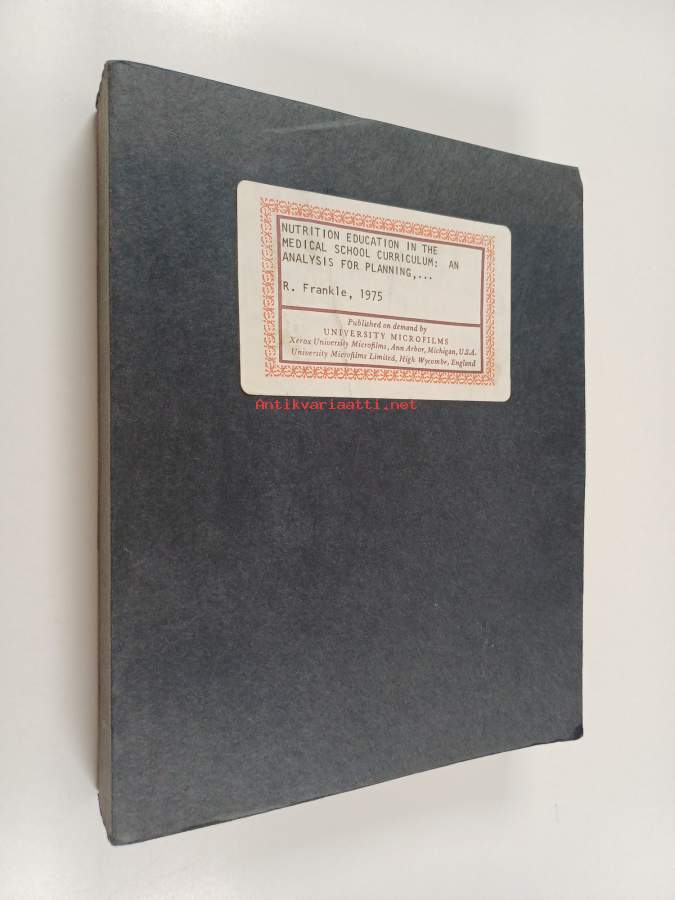 NUTRITION EDUCATION IN THE
MEDICAL SCHOOL CURRICULUM: AN
ANALYSIS FOR PLANNING,...
R. Frankle, 1975
Published on demand by
UNIVERSITY MICROFILMS
Xerox University Microfilms, Ann Arbor, Michigan, U.S.A.
University Microfilms Limited, High Wycombe, England
Antikvariaatti.net